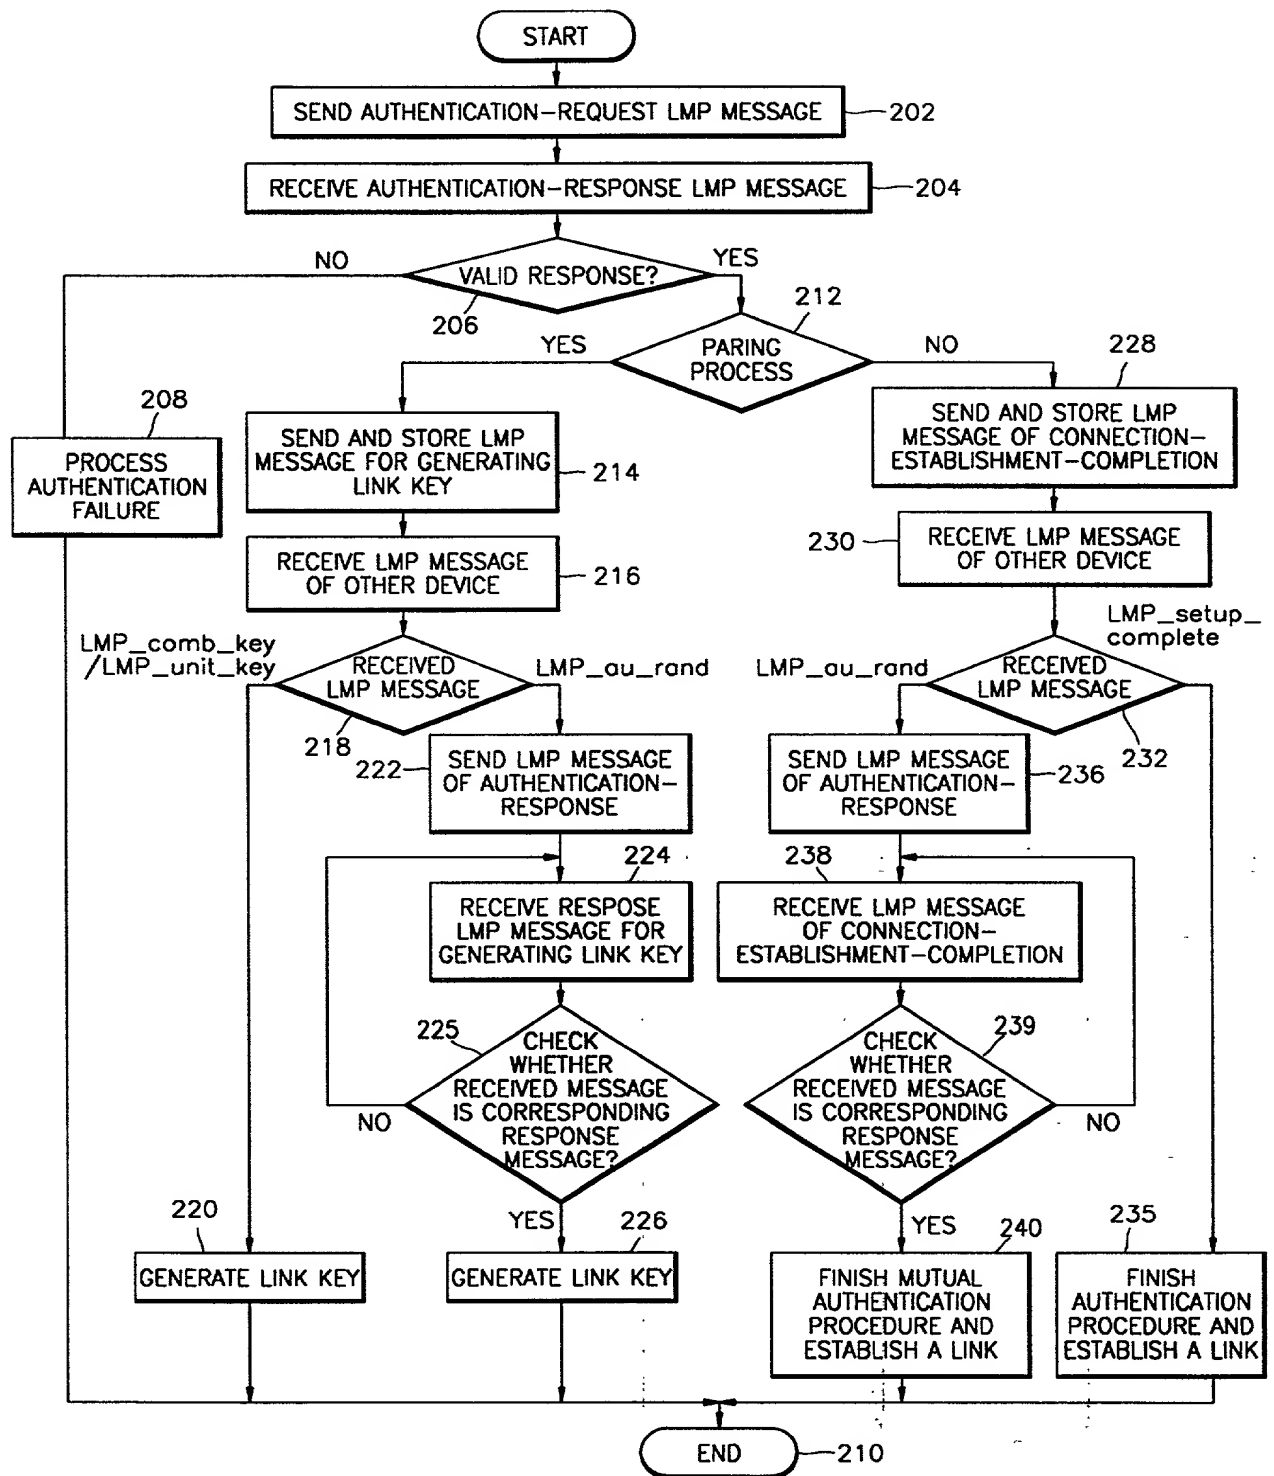 START
SEND AUTHENTICATION-REQUEST LMP MESSAGE
202
RECEIVE AUTHENTICATION-RESPONSE LMP MESSAGE
204
NO
VALID RESPONSE?
YES
206
212
YES
PARING
PROCESS
NO
228
208
PROCESS
AUTHENTICATION
FAILURE
SEND AND STORE LMP
MESSAGE FOR GENERATING
LINK KEY
214
SEND AND STORE LMP
MESSAGE OF CONNECTION-
ESTABLISHMENT-COMPLETION
RECEIVE LMP MESSAGE
OF OTHER DEVICE
216
230
RECEIVE LMP MESSAGE
OF OTHER DEVICE
LMP_comb_key
/LMP_unit_key
RECEIVED
LMP MESSAGE
LMP_au_rand
218
LMP_au_rand
RECEIVED
LMP MESSAGE
LMP_setup_
complete
232
222
SEND LMP MESSAGE
OF AUTHENTICATION-
RESPONSE
SEND LMP MESSAGE
OF AUTHENTICATION-
RESPONSE
236
224
RECEIVE RESPOSE
LMP MESSAGE FOR
GENERATING LINK KEY
238
RECEIVE LMP MESSAGE
OF CONNECTION-
ESTABLISHMENT-COMPLETION
225
CHECK
WHETHER
RECEIVED MESSAGE
IS CORRESPONDING
RESPONSE
MESSAGE?
NO
239
CHECK
WHETHER
RECEIVED MESSAGE
IS CORRESPONDING
RESPONSE
MESSAGE?
NO
220
GENERATE LINK KEY
YES
226
GENERATE LINK KEY
YES
240
FINISH MUTUAL
AUTHENTICATION
PROCEDURE AND
ESTABLISH A LINK
235
FINISH
AUTHENTICATION
PROCEDURE AND
ESTABLISH A LINK
END
210